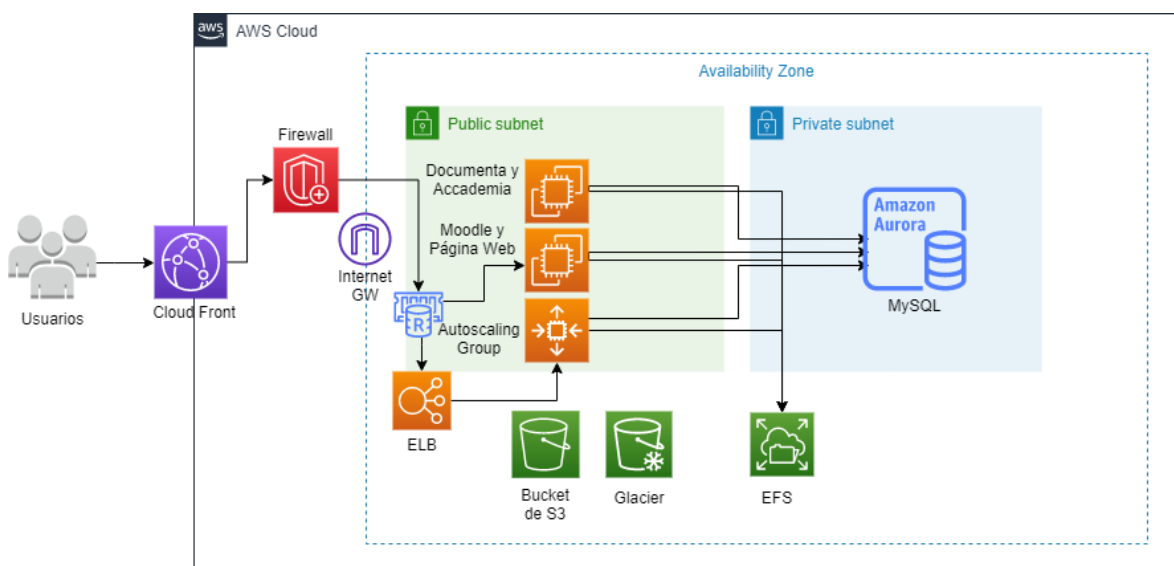 aws
AWS Cloud
Availability Zone
Public subnet
Private subnet
Firewall
Documenta y
Accademia
Amazon
Aurora
Moodle y
Página Web
Internet
GW
Usuarios
Cloud Front
R
Autoscaling
Group
MySQL
ELB
Bucket
de S3
Glacier
EFS